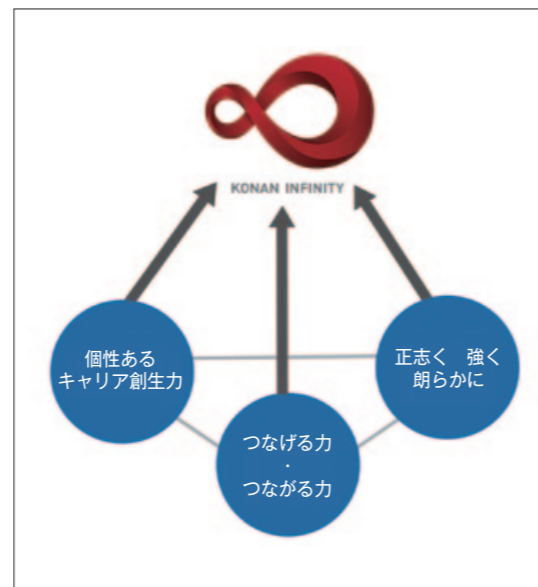 KONAN INFINITY
個性ある
キャリア創生力
正志く　強く
朗らかに
つなげる力
・
つながる力